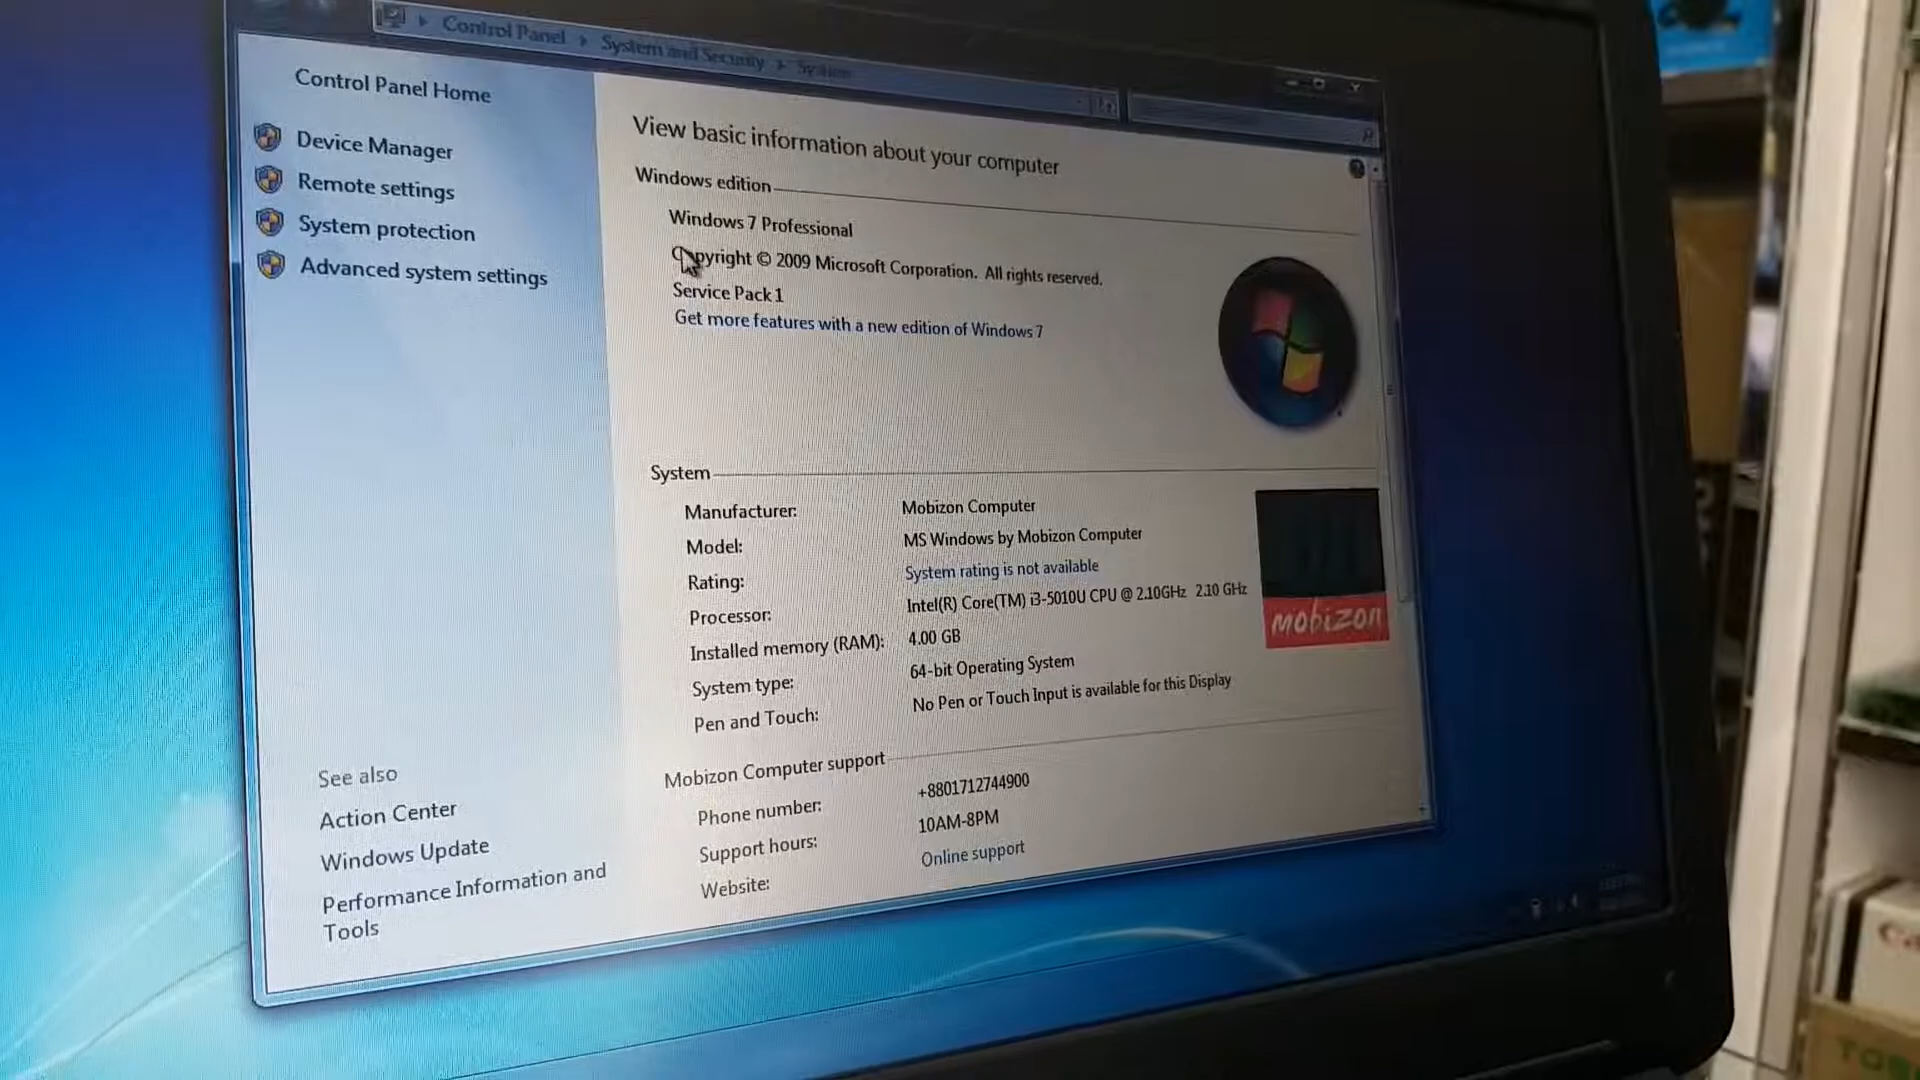 Control Panel ▸ System and Security ▸ System
Control Panel Home
Device Manager
Remote settings
System protection
Advanced system settings
See also
Action Center
Windows Update
Performance Information and
Tools
View basic information about your computer
Windows edition
Windows 7 Professional
Copyright © 2009 Microsoft Corporation. All rights reserved.
Service Pack 1
Get more features with a new edition of Windows 7
System
Manufacturer: Mobizon Computer
Model: MS Windows by Mobizon Computer
Rating: System rating is not available
Processor: Intel(R) Core(TM) i3-5010U CPU @ 2.10GHz 2.10 GHz
Installed memory (RAM): 4.00 GB
System type: 64-bit Operating System
Pen and Touch: No Pen or Touch Input is available for this Display
mobizon
Mobizon Computer support
Phone number: +8801712744900
Support hours: 10AM-8PM
Website: Online support